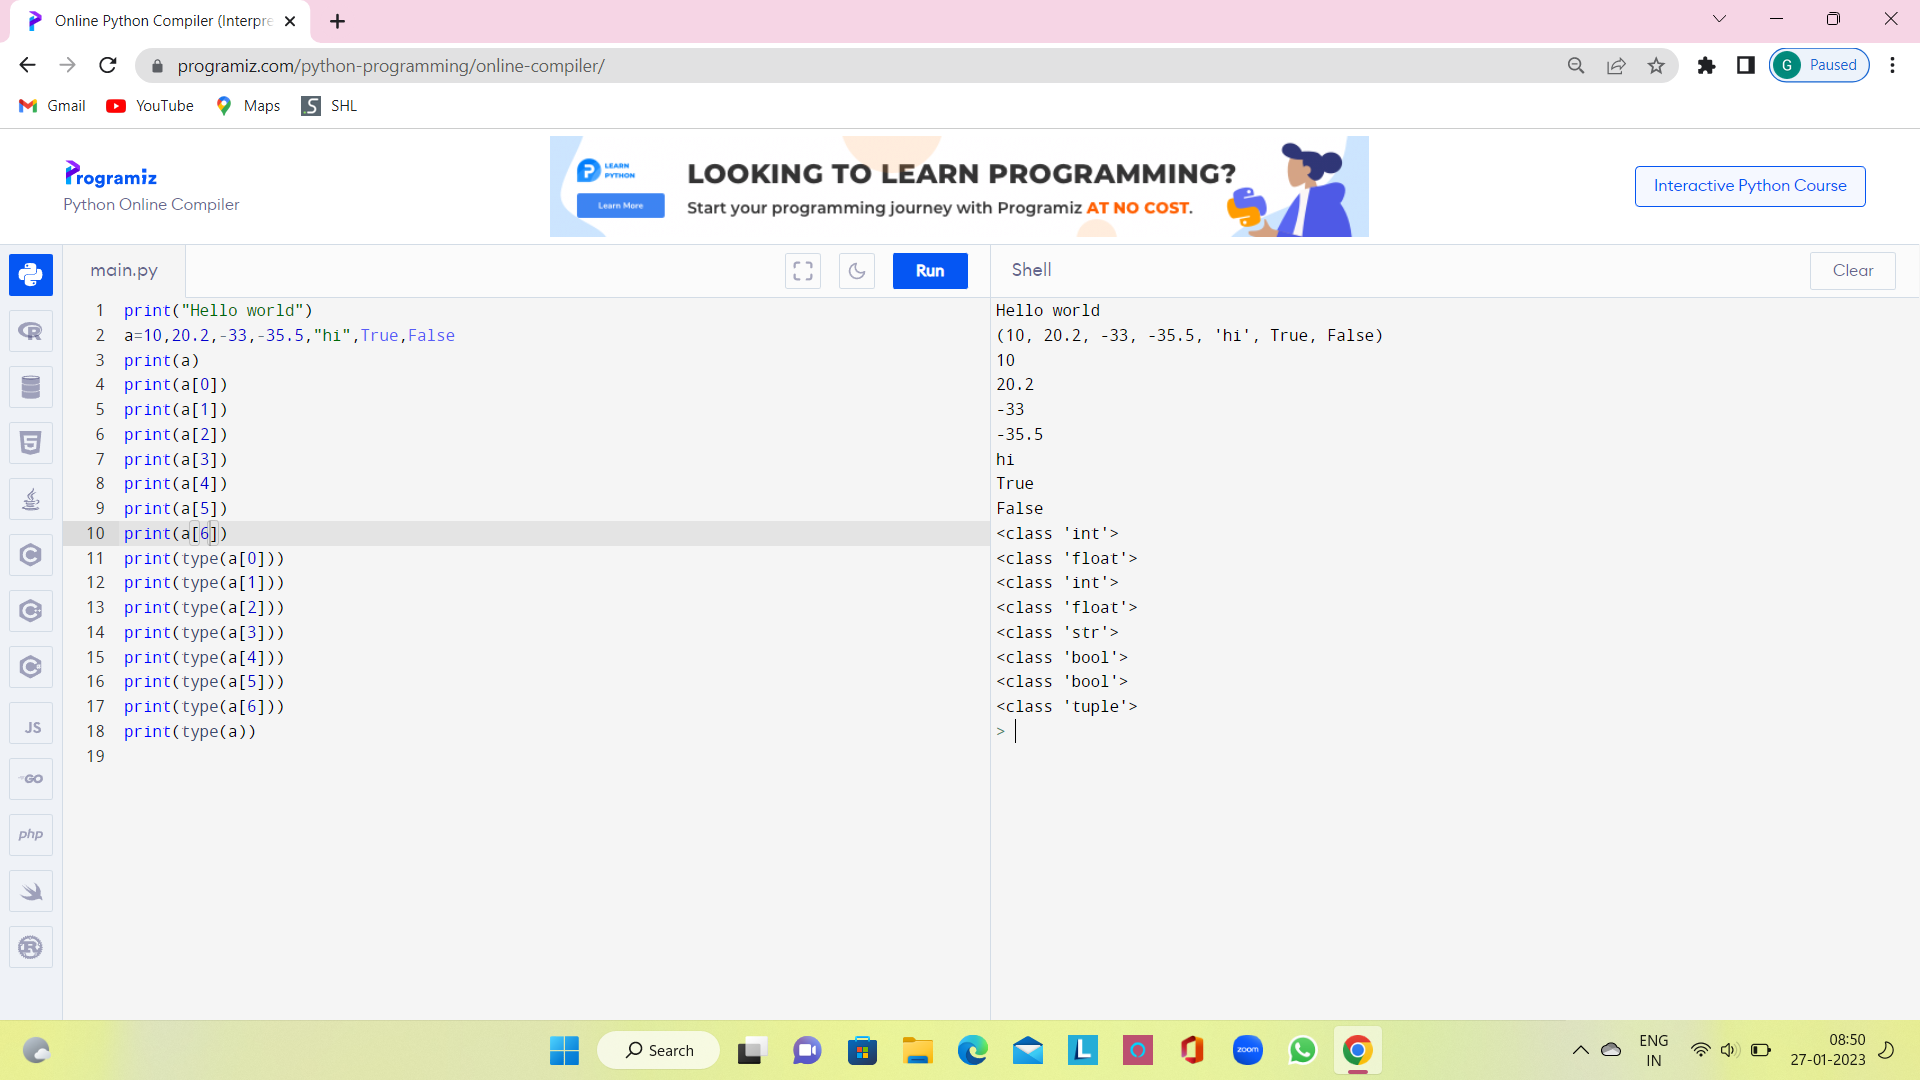 Online Python Compiler (Interpre
programiz.com/python-programming/online-compiler/
G Paused
Gmail YouTube Maps SHL
Programiz
Python Online Compiler
LEARN
PYTHON
Learn More
LOOKING TO LEARN PROGRAMMING?
Start your programming journey with Programiz AT NO COST.
Interactive Python Course
main.py
Run
Shell
Clear
1 print("Hello world")
2 a=10,20.2,-33,-35.5,"hi",True,False
3 print(a)
4 print(a[0])
5 print(a[1])
6 print(a[2])
7 print(a[3])
8 print(a[4])
9 print(a[5])
10 print(a[6])
11 print(type(a[0]))
12 print(type(a[1]))
13 print(type(a[2]))
14 print(type(a[3]))
15 print(type(a[4]))
16 print(type(a[5]))
17 print(type(a[6]))
18 print(type(a))
19
Hello world
(10, 20.2, -33, -35.5, 'hi', True, False)
10
20.2
-33
-35.5
hi
True
False
<class 'int'>
<class 'float'>
<class 'int'>
<class 'float'>
<class 'str'>
<class 'bool'>
<class 'bool'>
<class 'tuple'>
>
R
5
C
C
C
JS
GO
php
R
Search
L
zoom
ENG
IN
08:50
27-01-2023